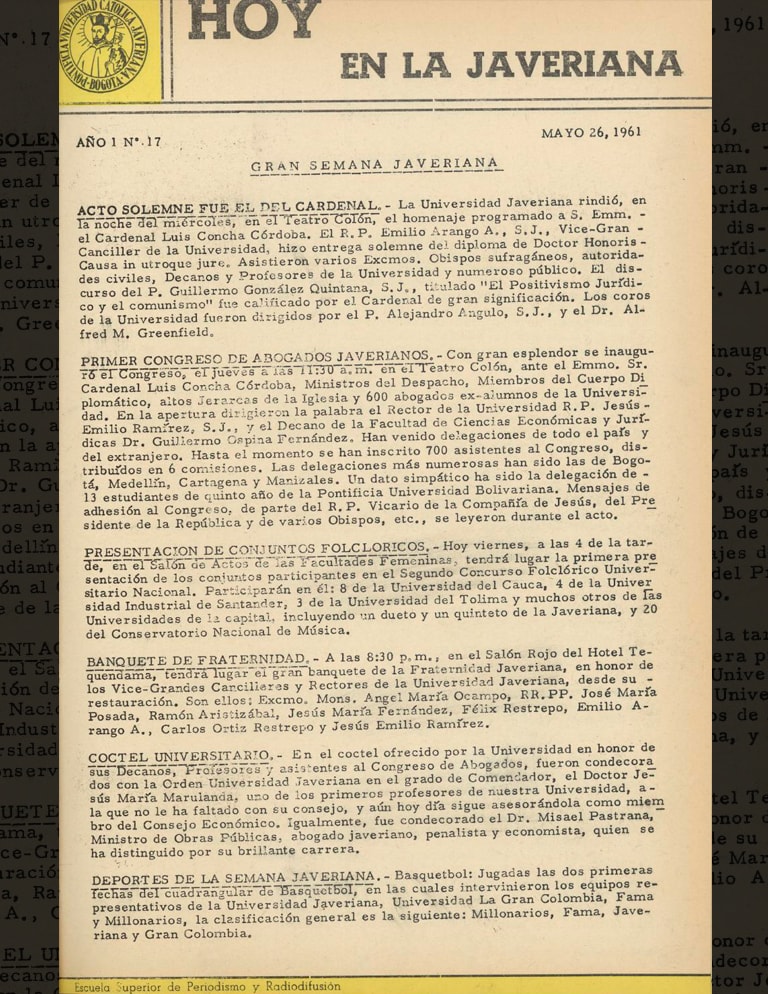 PONTIFICIA UNIVERSIDAD CATOLICA JAVERIANA
BOGOTA
HOY
EN LA JAVERIANA
AÑO 1 Nº.17
MAYO 26, 1961
GRAN SEMANA JAVERIANA
ACTO SOLEMNE FUE EL DEL CARDENAL.- La Universidad Javeriana rindió, en
la noche del miércoles, en el Teatro Colón, el homenaje programado a S. Emm. -
el Cardenal Luis Concha Córdoba. El R.P. Emilio Arango A., S.J., Vice-Gran -
Canciller de la Universidad, hizo entrega solemne del diploma de Doctor Honoris -
Causa in utroque jure. Asistieron varios Excmos. Obispos sufragáneos, autorida-
des civiles, Decanos y Profesores de la Universidad y numeroso público. El dis-
curso del P. Guillermo González Quintana, S.J., titulado "El Positivismo Jurídi-
co y el comunismo" fue calificado por el Cardenal de gran significación. Los coros
de la Universidad fueron dirigidos por el P. Alejandro Angulo, S.J., y el Dr. Al-
fred M. Greenfield.
PRIMER CONGRESO DE ABOGADOS JAVERIANOS.- Con gran esplendor se inaugu-
ró el Congreso, el jueves a las 11:30 a.m. en el Teatro Colón, ante el Emmo. Sr.
Cardenal Luis Concha Córdoba, Ministros del Despacho, Miembros del Cuerpo Di
plomático, altos Jerarcas de la Iglesia y 600 abogados ex-alumnos de la Universi-
dad. En la apertura dirigieron la palabra el Rector de la Universidad R.P. Jesús -
Emilio Ramírez, S.J., y el Decano de la Facultad de Ciencias Económicas y Jurí-
dicas Dr. Guillermo Ospina Fernández. Han venido delegaciones de todo el país y
del extranjero. Hasta el momento se han inscrito 700 asistentes al Congreso, dis-
tribuídos en 6 comisiones. Las delegaciones más numerosas han sido las de Bogo-
tá, Medellín, Cartagena y Manizales. Un dato simpático ha sido la delegación de -
13 estudiantes de quinto año de la Pontificia Universidad Bolivariana. Mensajes de
adhesión al Congreso, de parte del R.P. Vicario de la Compañía de Jesús, del Pre
sidente de la República y de varios Obispos, etc., se leyeron durante el acto.
PRESENTACION DE CONJUNTOS FOLCLORICOS.- Hoy viernes, a las 4 de la tar-
de, en el Salón de Actos de las Facultades Femeninas, tendrá lugar la primera pre
sentación de los conjuntos participantes en el Segundo Concurso Folclórico Univer-
sitario Nacional. Participarán en él: 8 de la Universidad del Cauca, 4 de la Univer
sidad Industrial de Santander, 3 de la Universidad del Tolima y muchos otros de las
Universidades de la capital, incluyendo un dueto y un quinteto de la Javeriana, y 20
del Conservatorio Nacional de Música.
BANQUETE DE FRATERNIDAD.- A las 8:30 p.m., en el Salón Rojo del Hotel Te-
quendama, tendrá lugar el gran banquete de la Fraternidad Javeriana, en honor de
los Vice-Grandes Cancilleres y Rectores de la Universidad Javeriana, desde su -
restauración. Son ellos: Excmo. Mons. Angel María Ocampo, RR.PP. José María
Posada, Ramón Aristizábal, Jesús María Fernández, Félix Restrepo, Emilio A-
rango A., Carlos Ortiz Restrepo y Jesús Emilio Ramírez.
COCTEL UNIVERSITARIO.- En el coctel ofrecido por la Universidad en honor de
sus Decanos, Profesores y asistentes al Congreso de Abogados, fueron condecora
dos con la Orden Universidad Javeriana en el grado de Comendador, el Doctor Je-
sús María Marulanda, uno de los primeros profesores de nuestra Universidad, a-
la que no le ha faltado con su consejo, y aún hoy día sigue asesorándola como miem
bro del Consejo Económico. Igualmente, fue condecorado el Dr. Misael Pastrana,
Ministro de Obras Públicas, abogado javeriano, penalista y economista, quien se
ha distinguido por su brillante carrera.
DEPORTES DE LA SEMANA JAVERIANA.- Basquetbol: Jugadas las dos primeras
fechas del cuadrangular de Basquetbol, en las cuales intervinieron los equipos re-
presentativos de la Universidad Javeriana, Universidad La Gran Colombia, Fama
y Millonarios, la clasificación general es la siguiente: Millonarios, Fama, Jave-
riana y Gran Colombia.
Escuela Superior de Periodismo y Radiodifusión